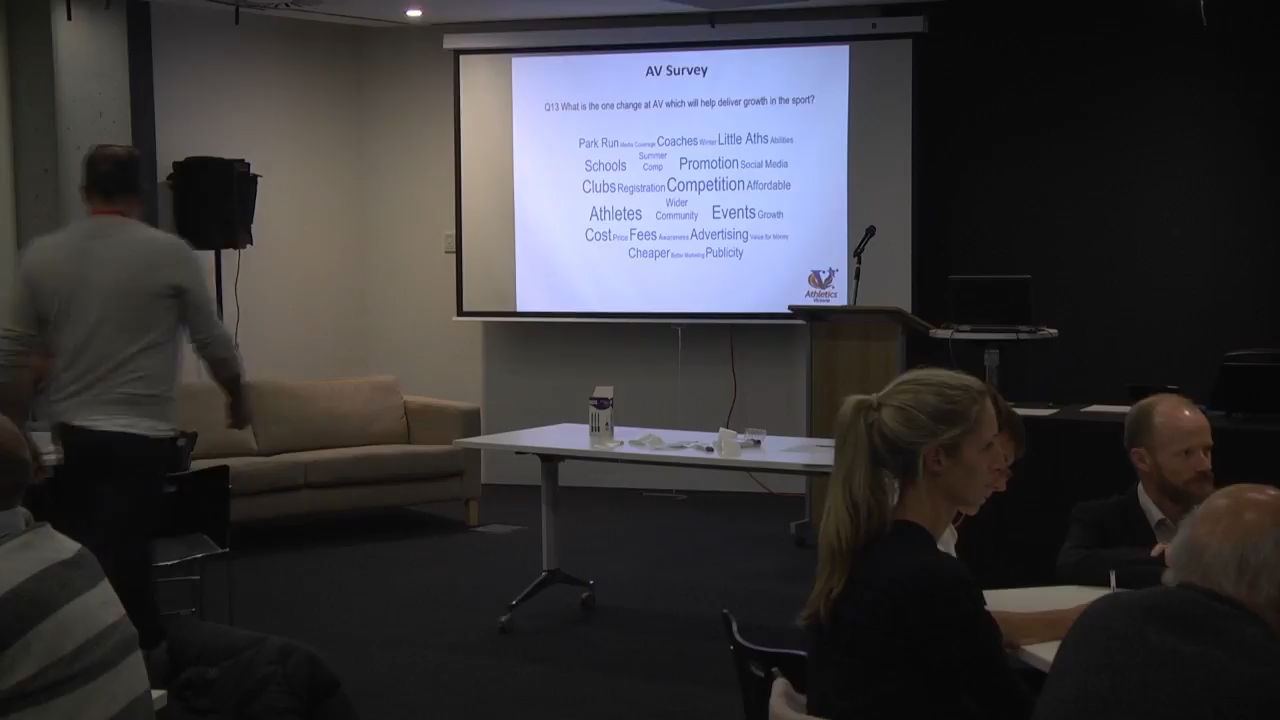 AV Survey
Q13 What is the one change at AV which will help deliver growth in the sport?
Park Run Media Coverage Coaches Winter Little Aths Abilities
Schools Summer Comp Promotion Social Media
Clubs Registration Competition Affordable
Athletes Wider Community Events Growth
Cost Price Fees Awareness Advertising Value for Money
Cheaper Better Marketing Publicity
Athletics
Victoria